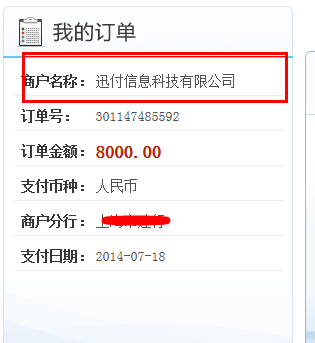 我的订单
商户名称： 迅付信息科技有限公司
订单号： 301147485592
订单金额： 8000.00
支付币种： 人民币
商户分行：
支付日期： 2014-07-18